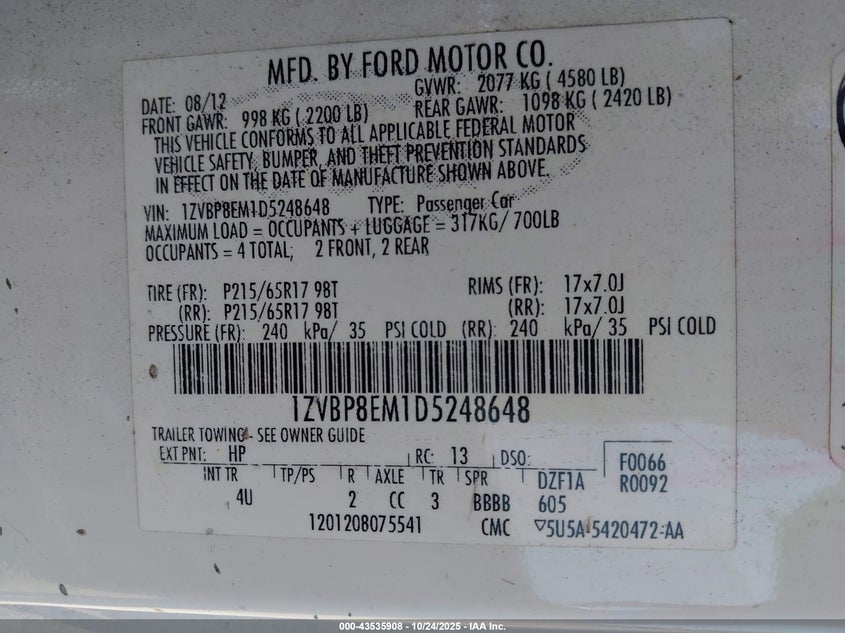 MFD. BY FORD MOTOR CO.
DATE: 08/12 GVWR: 2077 KG ( 4580 LB)
FRONT GAWR: 998 KG ( 2200 LB) REAR GAWR: 1098 KG ( 2420 LB)
THIS VEHICLE CONFORMS TO ALL APPLICABLE FEDERAL MOTOR
VEHICLE SAFETY, BUMPER, AND THEFT PREVENTION STANDARDS
IN EFFECT ON THE DATE OF MANUFACTURE SHOWN ABOVE.
VIN: 1ZVBP8EM1D5248648 TYPE: Passenger Car
MAXIMUM LOAD = OCCUPANTS + LUGGAGE = 317KG/ 700LB
OCCUPANTS = 4 TOTAL; 2 FRONT, 2 REAR
TIRE (FR): P215/65R17 98T RIMS (FR): 17x7.0J
(RR): P215/65R17 98T (RR): 17x7.0J
PRESSURE (FR): 240 kPa/ 35 PSI COLD (RR): 240 kPa/ 35 PSI COLD
1ZVBP8EM1D5248648
TRAILER TOWING - SEE OWNER GUIDE
EXT PNT: HP RC: 13 DSO: F0066
INT TR TP/PS R AXLE TR SPR DZF1A R0092
4U 2 CC 3 BBBB 605
1201208075541 CMC ▽5U5A-5420472-AA
000-43535908 - 10/24/2025 - IAA Inc.